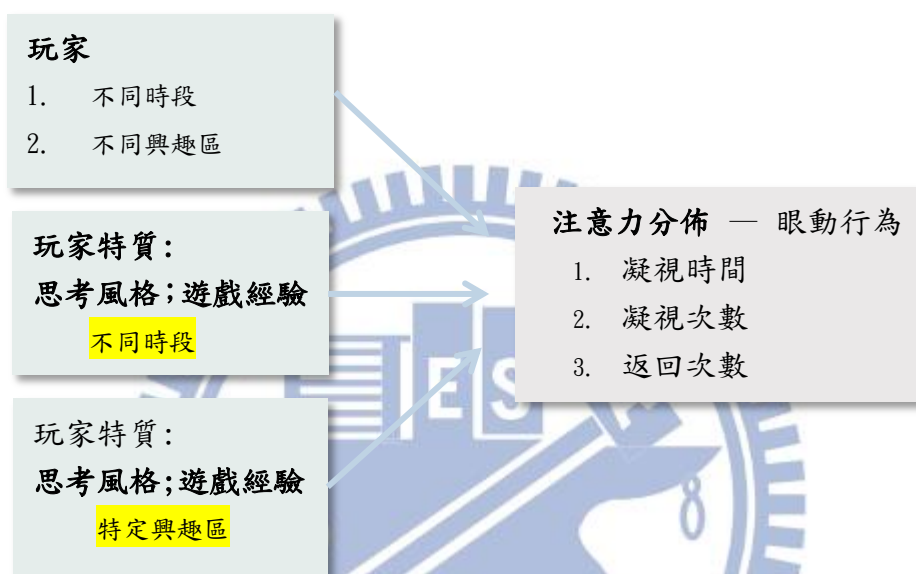 玩家
1. 不同時段
2. 不同興趣區
玩家特質：
思考風格；遊戲經驗
不同時段
玩家特質：
思考風格；遊戲經驗
特定興趣區
注意力分佈 — 眼動行為
1. 凝視時間
2. 凝視次數
3. 返回次數
ES
8